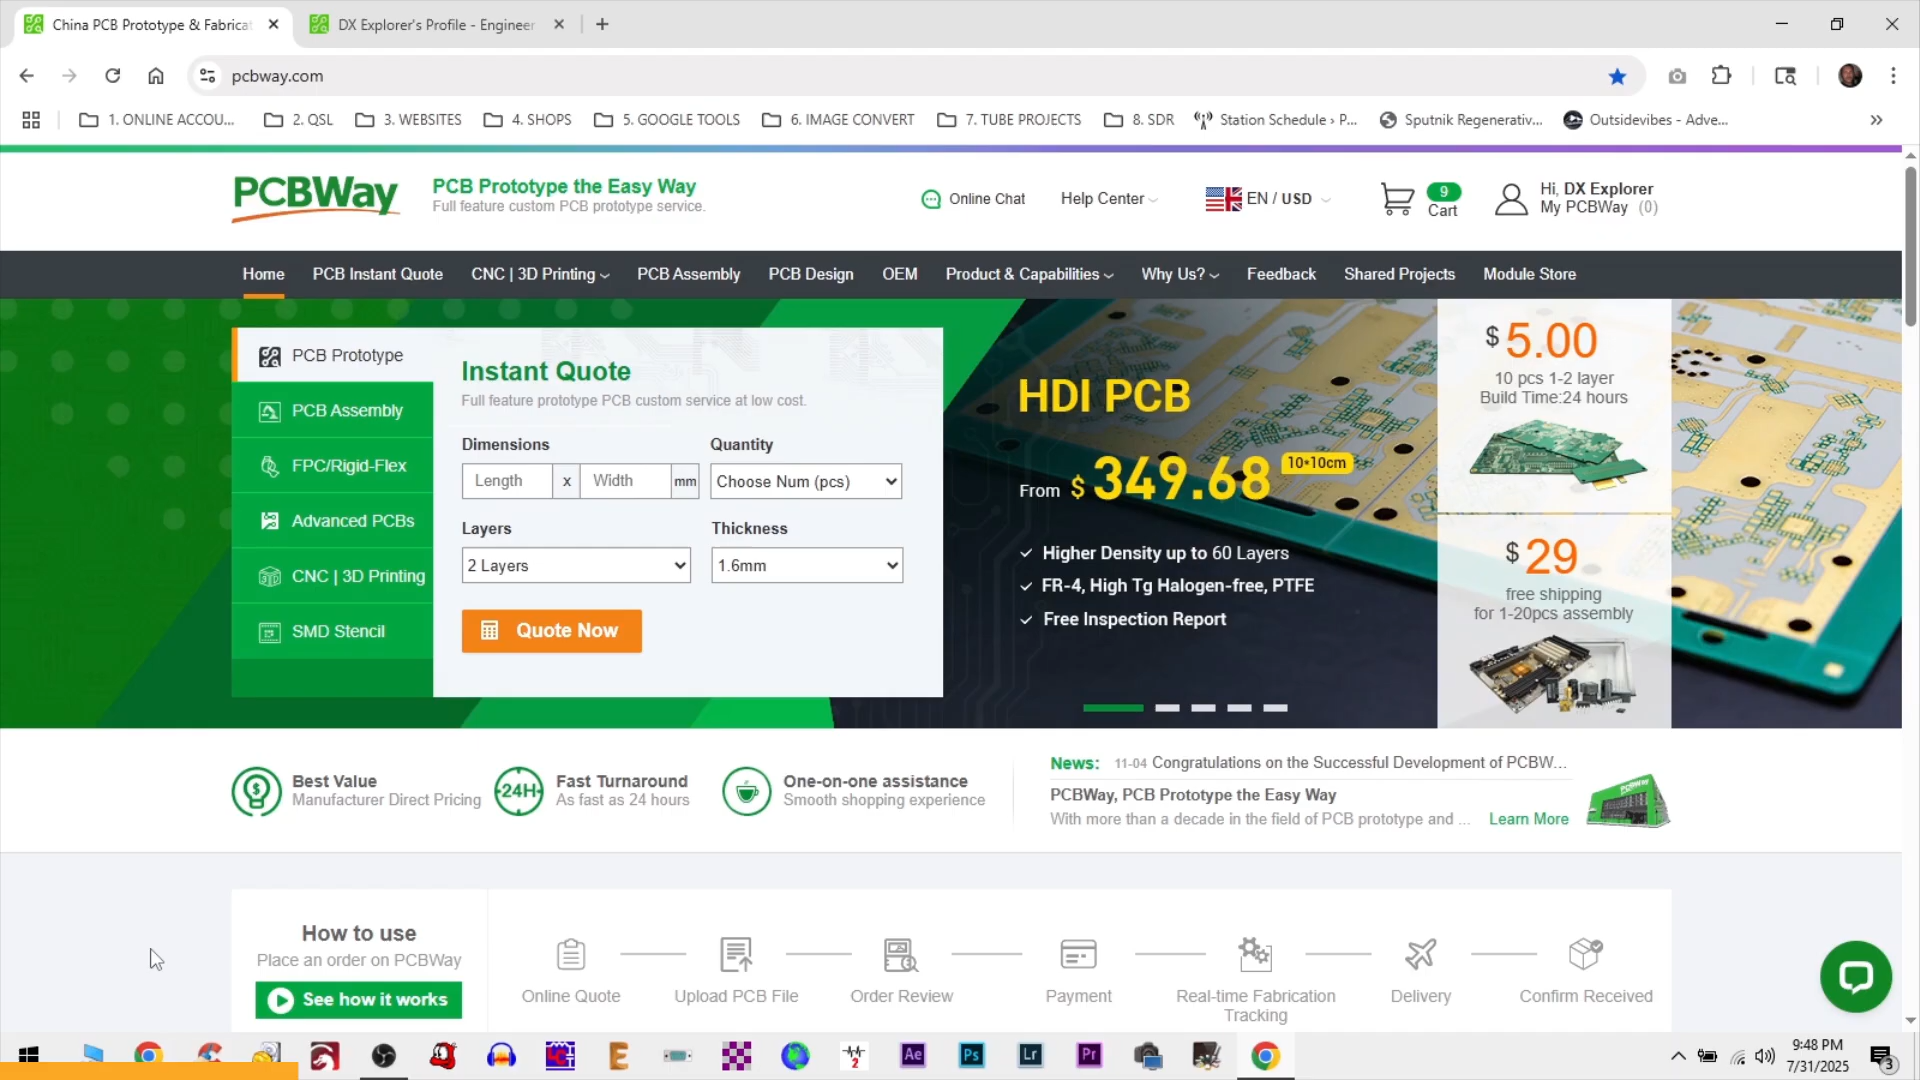 China PCB Prototype & Fabricat
DX Explorer's Profile - Engineer
pcbway.com
1. ONLINE ACCOU...
2. QSL
3. WEBSITES
4. SHOPS
5. GOOGLE TOOLS
6. IMAGE CONVERT
7. TUBE PROJECTS
8. SDR
Station Schedule › P...
Sputnik Regenerativ...
Outsidevibes - Adve...
PCBWay
PCB Prototype the Easy Way
Full feature custom PCB prototype service.
Online Chat
Help Center
EN / USD
9
Cart
Hi, DX Explorer
My PCBWay (0)
Home
PCB Instant Quote
CNC | 3D Printing
PCB Assembly
PCB Design
OEM
Product & Capabilities
Why Us?
Feedback
Shared Projects
Module Store
PCB Prototype
PCB Assembly
FPC/Rigid-Flex
Advanced PCBs
CNC | 3D Printing
SMD Stencil
Instant Quote
Full feature prototype PCB custom service at low cost.
Dimensions
Quantity
Length x Width mm
Choose Num (pcs)
Layers
Thickness
2 Layers
1.6mm
Quote Now
HDI PCB
From $ 349.68 10*10cm
Higher Density up to 60 Layers
FR-4, High Tg Halogen-free, PTFE
Free Inspection Report
$ 5.00
10 pcs 1-2 layer
Build Time:24 hours
$ 29
free shipping
for 1-20pcs assembly
Best Value
Manufacturer Direct Pricing
24H
Fast Turnaround
As fast as 24 hours
One-on-one assistance
Smooth shopping experience
News: 11-04 Congratulations on the Successful Development of PCBW...
PCBWay, PCB Prototype the Easy Way
With more than a decade in the field of PCB prototype and ... Learn More
How to use
Place an order on PCBWay
See how it works
Online Quote
Upload PCB File
Order Review
Payment
Real-time Fabrication
Tracking
Delivery
Confirm Received
2
Ae
Ps
Lr
Pr
9:48 PM
7/31/2025
3